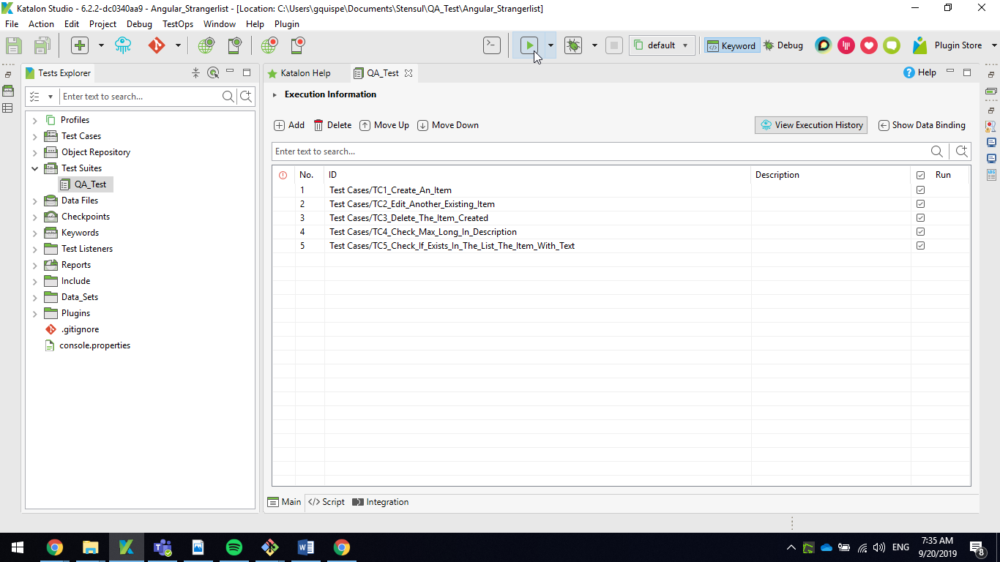 Katalon Studio - 6.2.2-dc0340aa9 - Angular_Strangerlist - [Location: C:\Users\gquispe\Documents\Stensul\QA_Test\Angular_Strangerlist]
File Action Edit Project Debug TestOps Window Help Plugin
default Keyword Debug Plugin Store
Tests Explorer
Enter text to search...
Profiles
Test Cases
Object Repository
Test Suites
QA_Test
Data Files
Checkpoints
Keywords
Test Listeners
Reports
Include
Data_Sets
Plugins
.gitignore
console.properties
Katalon Help QA_Test Help
Execution Information
Add Delete Move Up Move Down View Execution History Show Data Binding
Enter text to search...
No. ID Description Run
1 Test Cases/TC1_Create_An_Item
2 Test Cases/TC2_Edit_Another_Existing_Item
3 Test Cases/TC3_Delete_The_Item_Created
4 Test Cases/TC4_Check_Max_Long_In_Description
5 Test Cases/TC5_Check_If_Exists_In_The_List_The_Item_With_Text
Main </> Script Integration
ENG
7:35 AM
9/20/2019
8